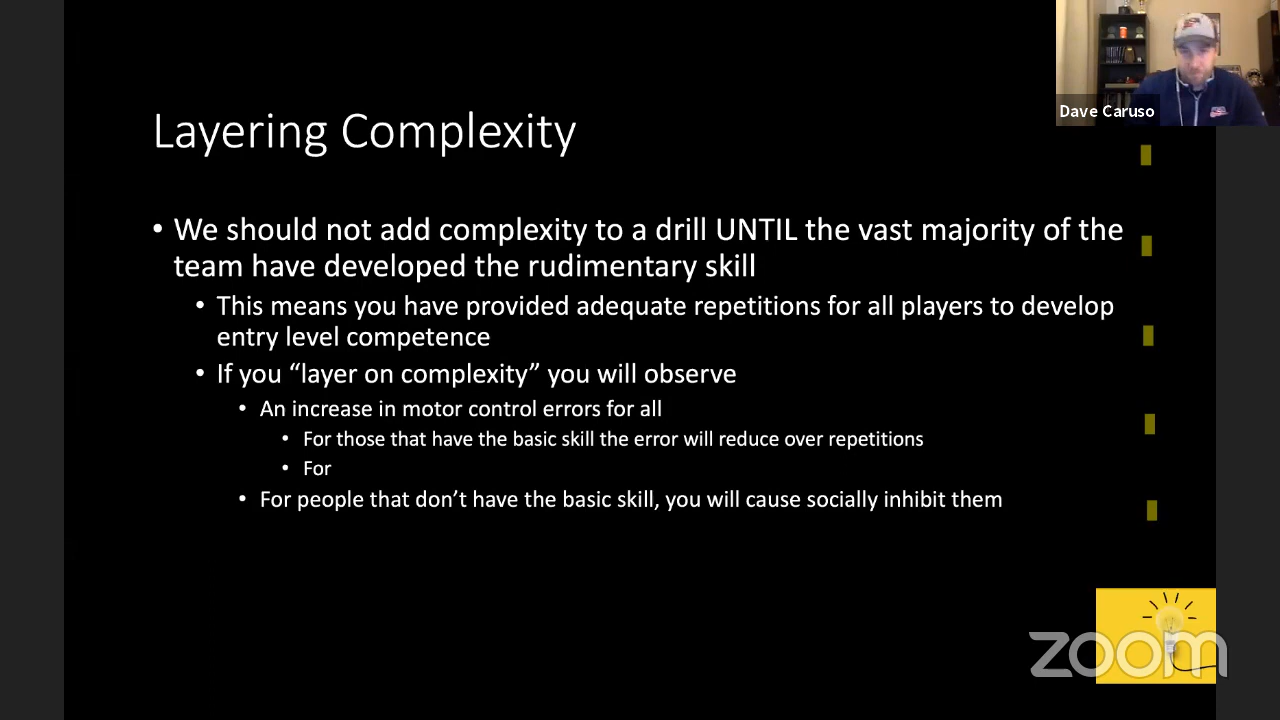 Dave Caruso
Layering Complexity
• We should not add complexity to a drill UNTIL the vast majority of the
team have developed the rudimentary skill
• This means you have provided adequate repetitions for all players to develop
entry level competence
• If you “layer on complexity” you will observe
• An increase in motor control errors for all
• For those that have the basic skill the error will reduce over repetitions
• For
• For people that don’t have the basic skill, you will cause socially inhibit them
zoom